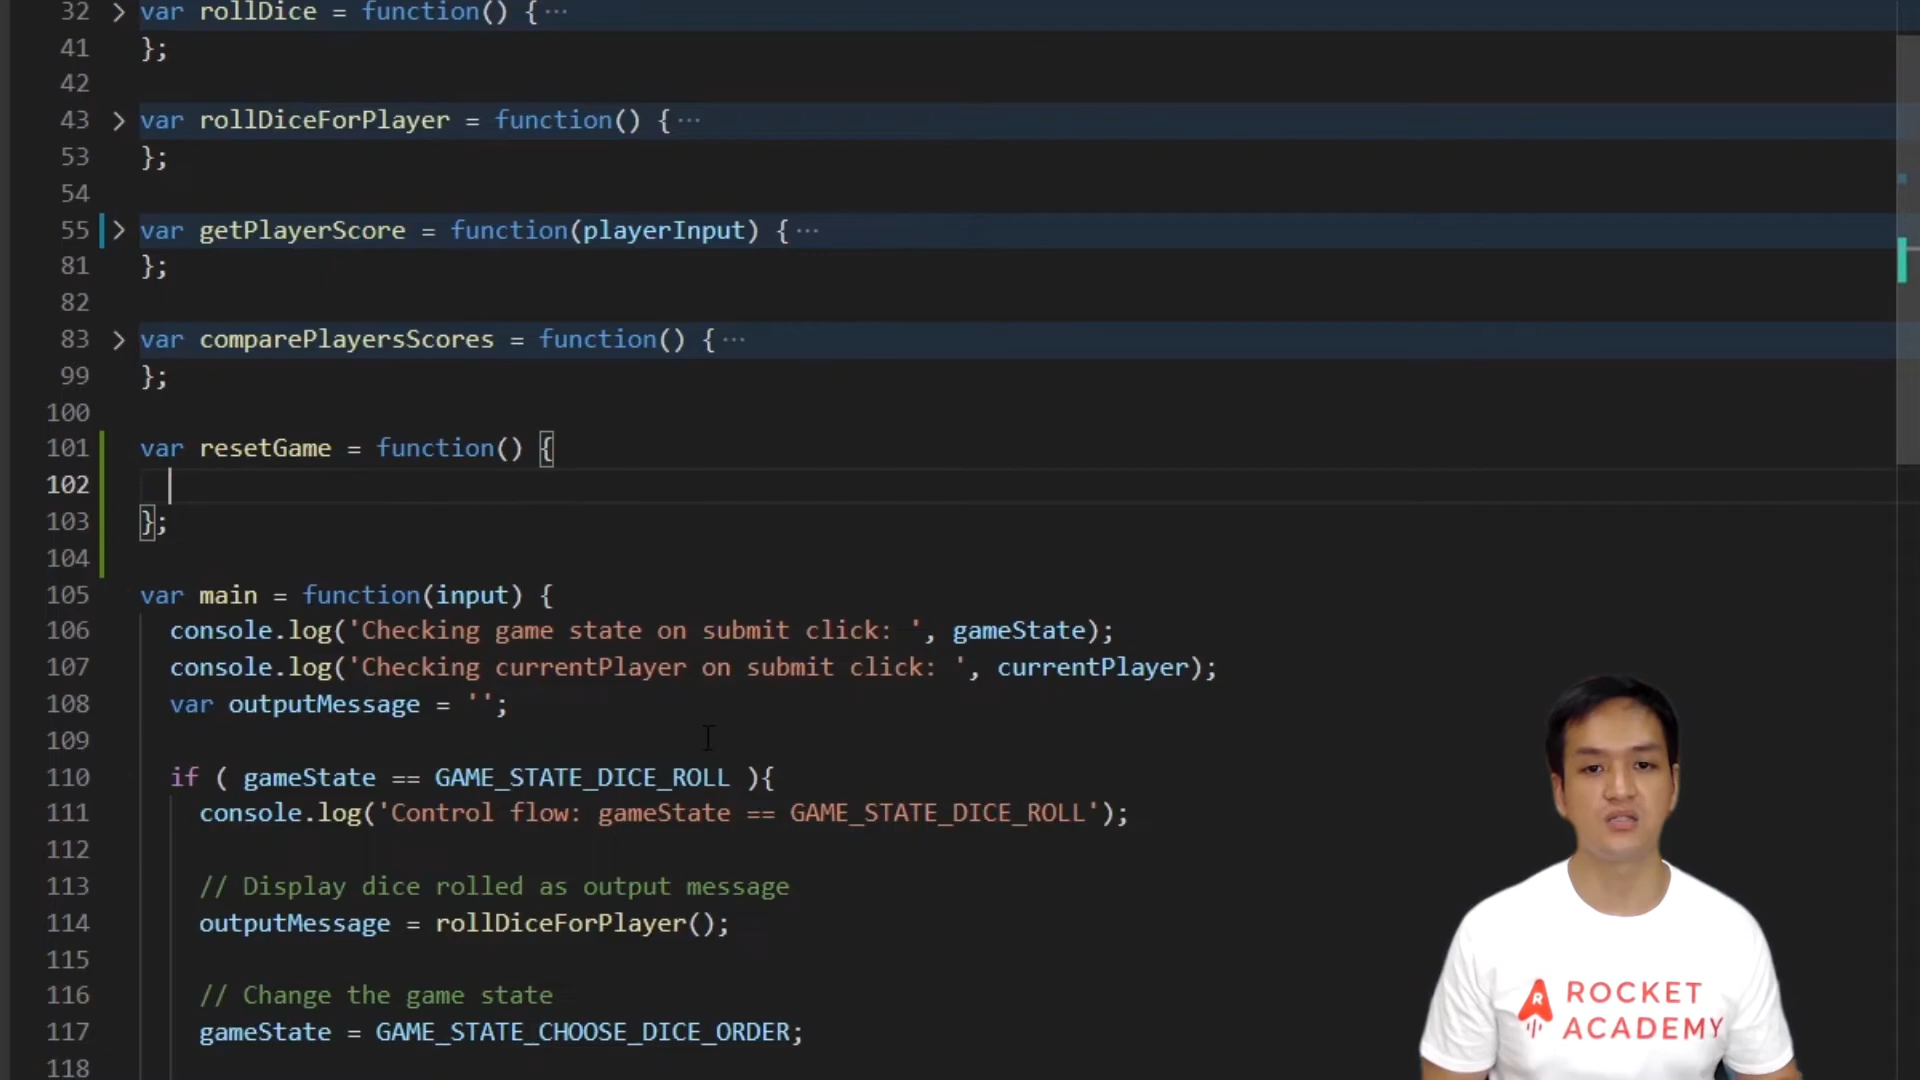 32 > var rollDice = function() {···
41 };
42
43 > var rollDiceForPlayer = function() {···
53 };
54
55 > var getPlayerScore = function(playerInput) {···
81 };
82
83 > var comparePlayersScores = function() {···
99 };
100
101 var resetGame = function() {
102
103 };
104
105 var main = function(input) {
106 console.log('Checking game state on submit click: ', gameState);
107 console.log('Checking currentPlayer on submit click: ', currentPlayer);
108 var outputMessage = '';
109
110 if ( gameState == GAME_STATE_DICE_ROLL ){
111 console.log('Control flow: gameState == GAME_STATE_DICE_ROLL');
112
113 // Display dice rolled as output message
114 outputMessage = rollDiceForPlayer();
115
116 // Change the game state
117 gameState = GAME_STATE_CHOOSE_DICE_ORDER;
118
R
ROCKET
ACADEMY